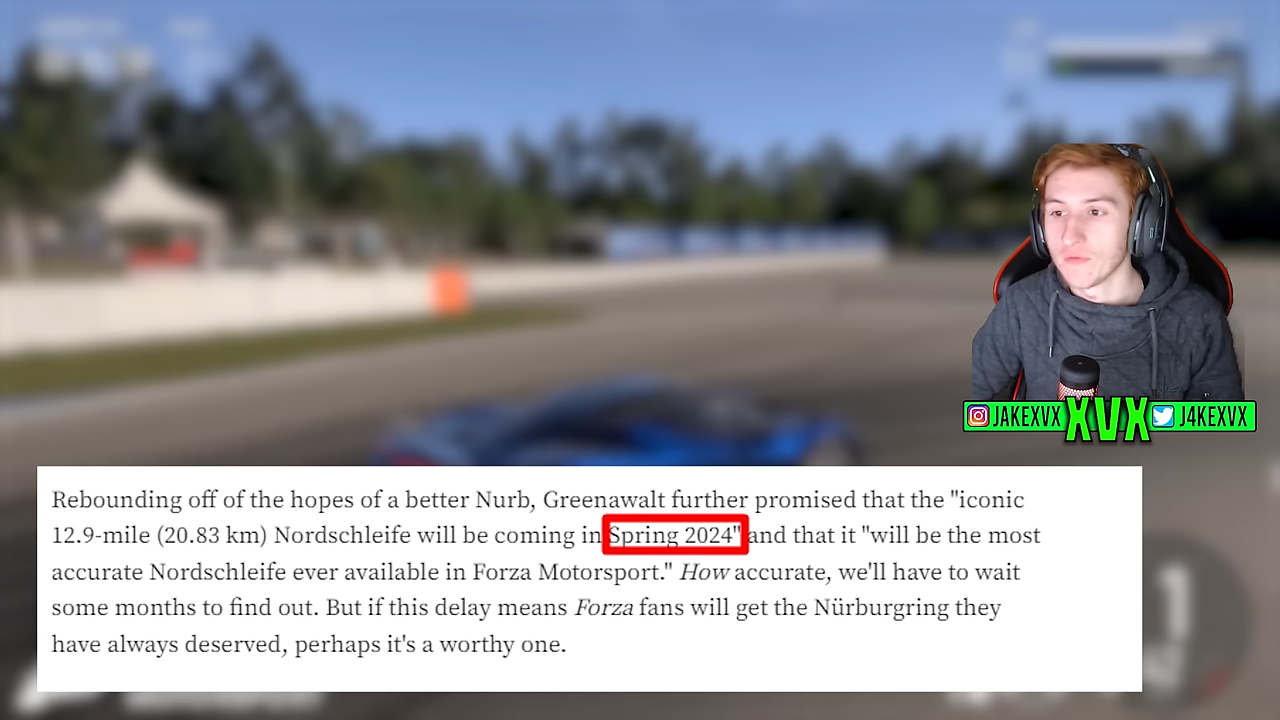 JAKEXVX XVX J4KEXVX
Rebounding off of the hopes of a better Nurb, Greenawalt further promised that the "iconic
12.9-mile (20.83 km) Nordschleife will be coming in Spring 2024" and that it "will be the most
accurate Nordschleife ever available in Forza Motorsport." How accurate, we'll have to wait
some months to find out. But if this delay means Forza fans will get the Nürburgring they
have always deserved, perhaps it's a worthy one.